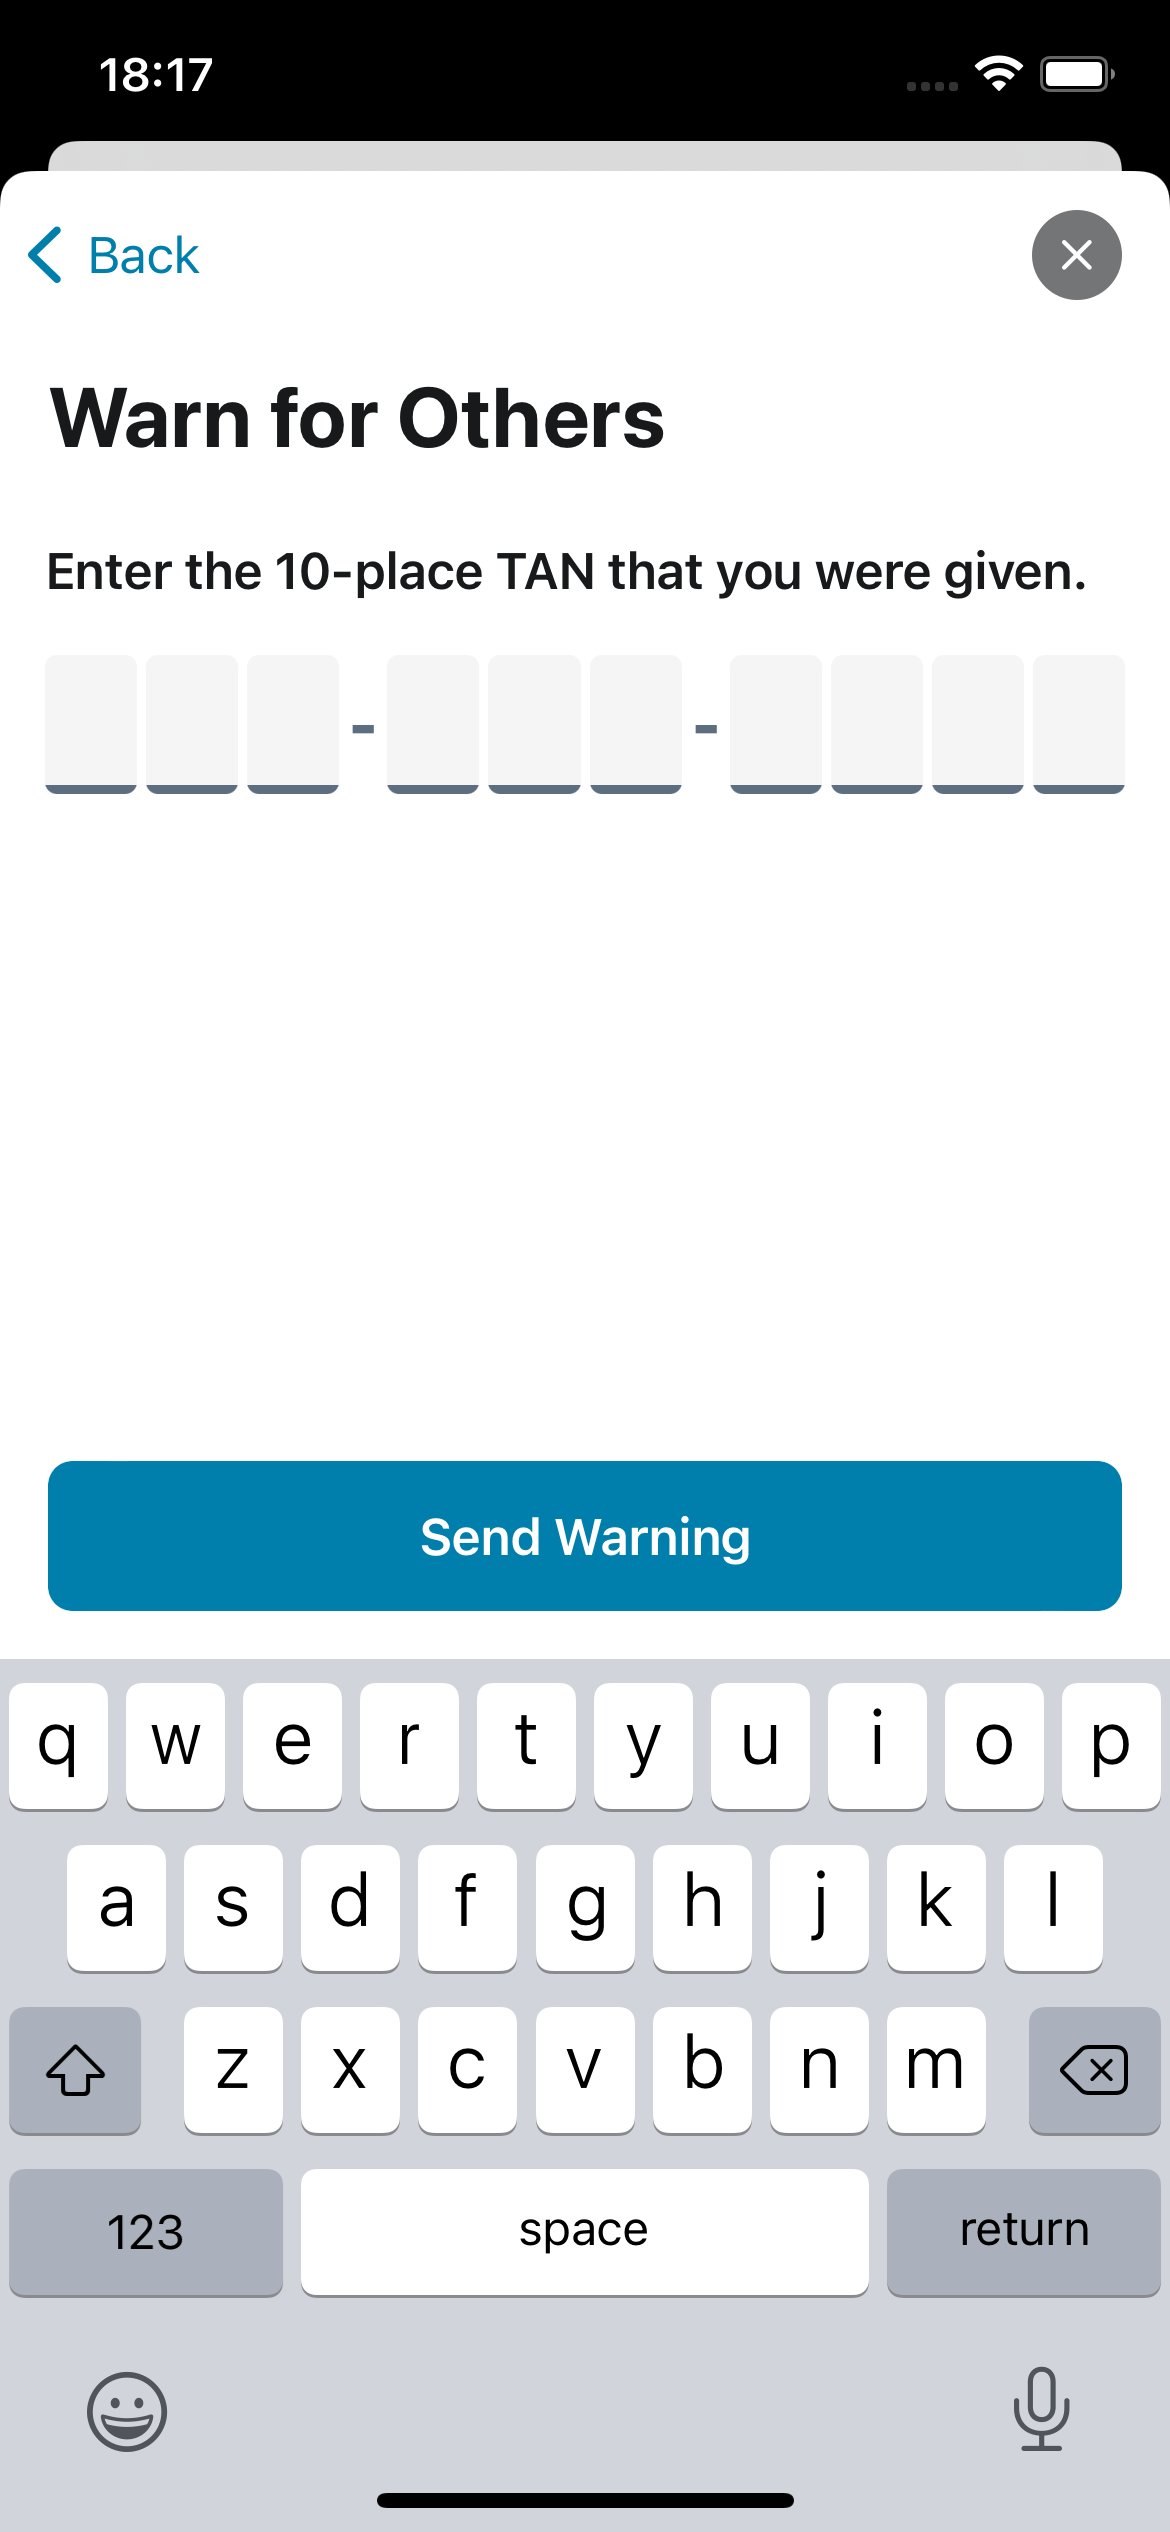 18:17
Back
Warn for Others
Enter the 10-place TAN that you were given.
- -
Send Warning
q w e r t y u i o p
a s d f g h j k l
z x c v b n m
123 space return